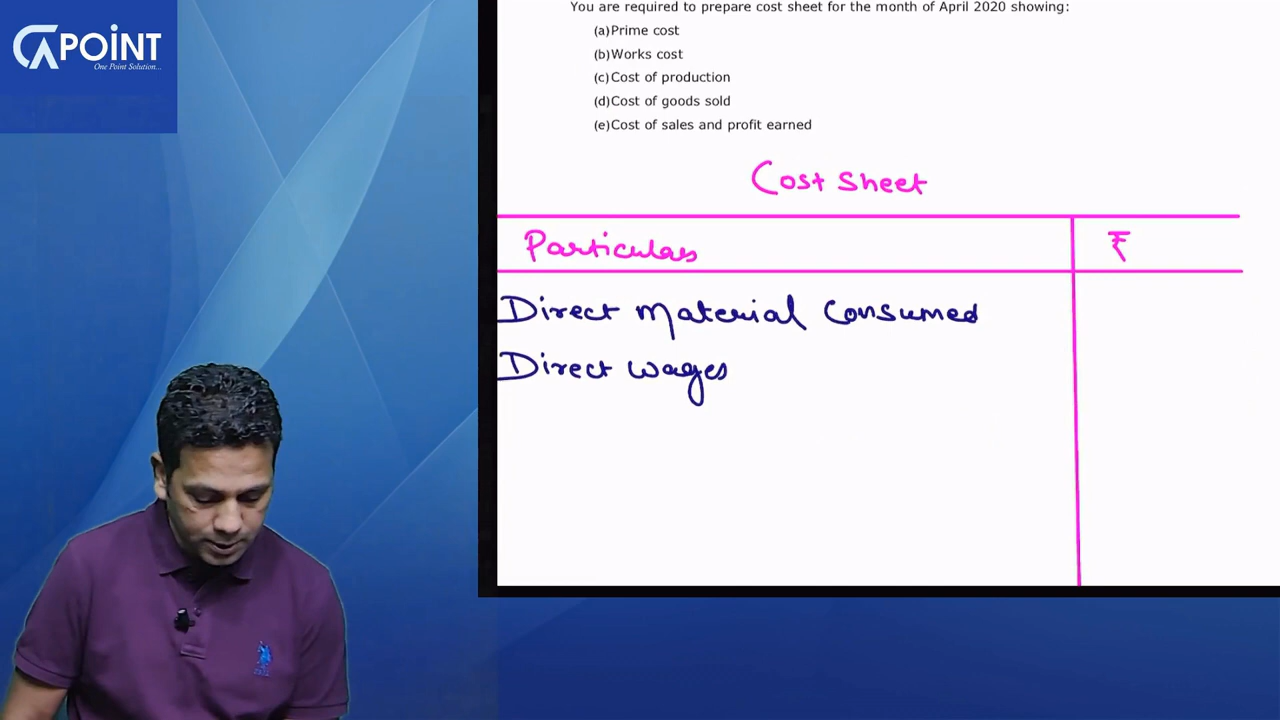 CAPOINT
One Point Solution...
You are required to prepare cost sheet for the month of April 2020 showing:
(a)Prime cost
(b)Works cost
(c)Cost of production
(d)Cost of goods sold
(e)Cost of sales and profit earned
Cost Sheet
Particulars ₹
Direct Material Consumed
Direct Wages